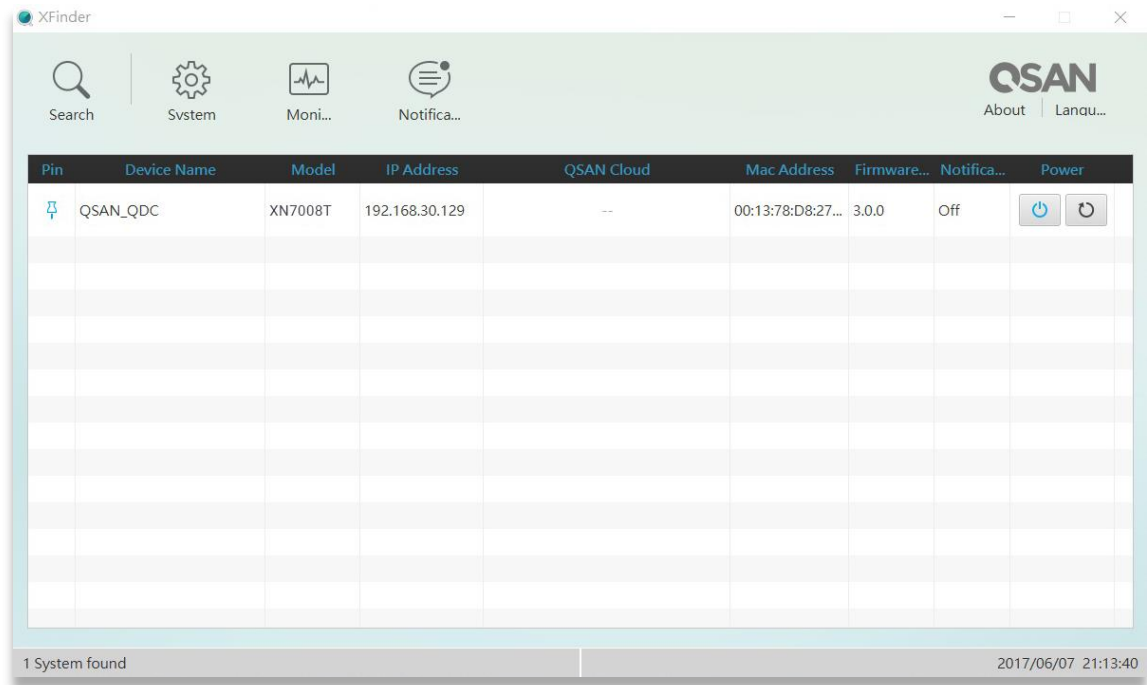 XFinder
Search System Moni... Notifica...
QSAN
About Langu...
Pin Device Name Model IP Address QSAN Cloud Mac Address Firmware... Notifica... Power
QSAN_QDC XN7008T 192.168.30.129 -- 00:13:78:D8:27... 3.0.0 Off
1 System found 2017/06/07 21:13:40